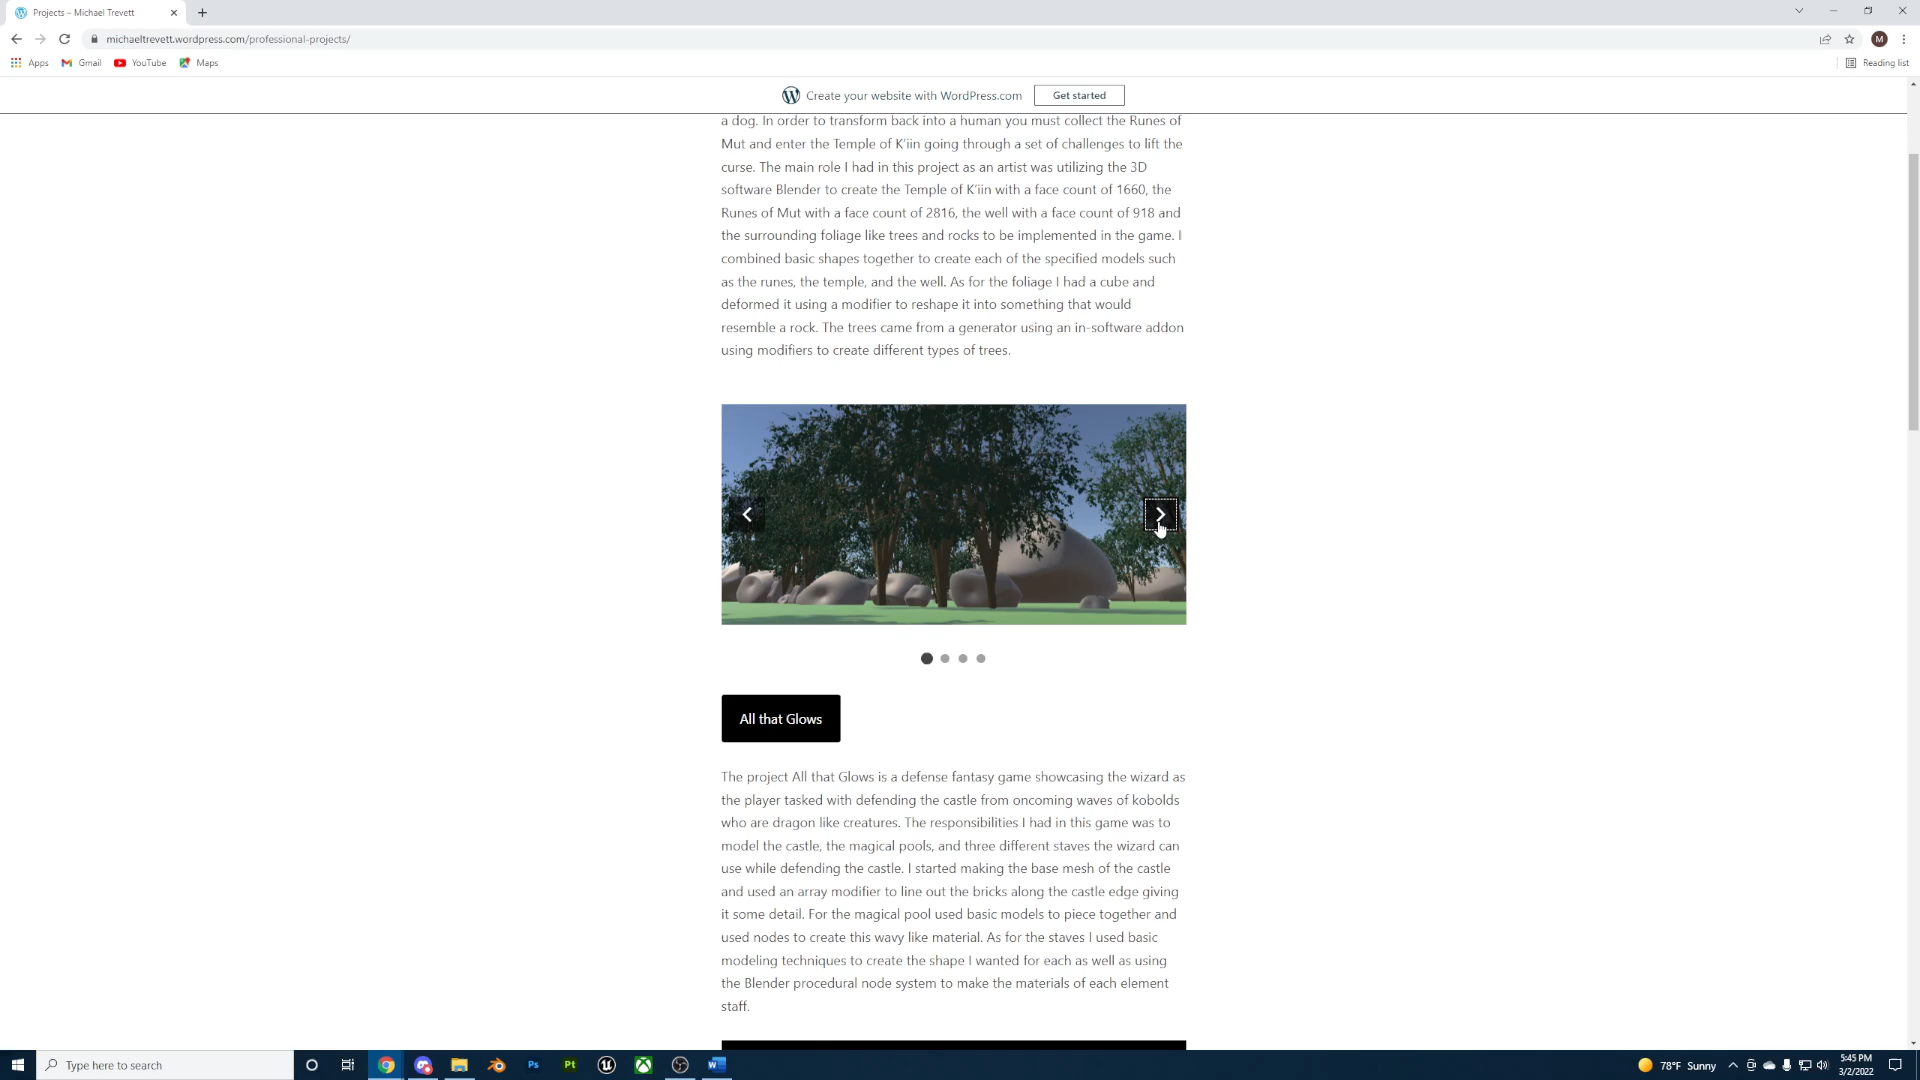 Projects – Michael Trevett
michaeltrevett.wordpress.com/professional-projects/
Apps
Gmail
YouTube
Maps
Reading list
Create your website with WordPress.com
Get started
a dog. In order to transform back into a human you must collect the Runes of
Mut and enter the Temple of K'iin going through a set of challenges to lift the
curse. The main role I had in this project as an artist was utilizing the 3D
software Blender to create the Temple of K'iin with a face count of 1660, the
Runes of Mut with a face count of 2816, the well with a face count of 918 and
the surrounding foliage like trees and rocks to be implemented in the game. I
combined basic shapes together to create each of the specified models such
as the runes, the temple, and the well. As for the foliage I had a cube and
deformed it using a modifier to reshape it into something that would
resemble a rock. The trees came from a generator using an in-software addon
using modifiers to create different types of trees.
All that Glows
The project All that Glows is a defense fantasy game showcasing the wizard as
the player tasked with defending the castle from oncoming waves of kobolds
who are dragon like creatures. The responsibilities I had in this game was to
model the castle, the magical pools, and three different staves the wizard can
use while defending the castle. I started making the base mesh of the castle
and used an array modifier to line out the bricks along the castle edge giving
it some detail. For the magical pool used basic models to piece together and
used nodes to create this wavy like material. As for the staves I used basic
modeling techniques to create the shape I wanted for each as well as using
the Blender procedural node system to make the materials of each element
staff.
Type here to search
Ps
Pt
78°F Sunny
5:45 PM
3/2/2022